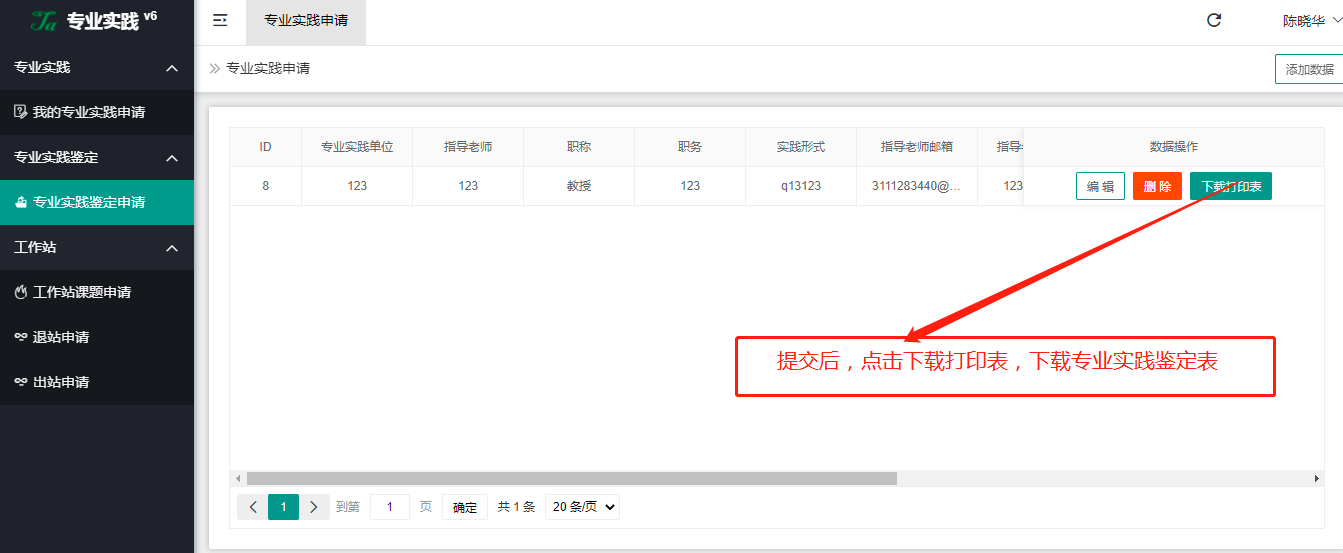 Ta 专业实践 v6
专业实践申请
陈晓华
专业实践
专业实践申请
添加数据
我的专业实践申请
专业实践鉴定
专业实践鉴定申请
工作站
工作站课题申请
退站申请
出站申请
ID 专业实践单位 指导老师 职称 职务 实践形式 指导老师邮箱 数据操作
8 123 123 教授 123 q13123 3111283440@... 123 编辑 删除 下载打印表
提交后，点击下载打印表，下载专业实践鉴定表
1 到第 1 页 确定 共 1 条 20 条/页